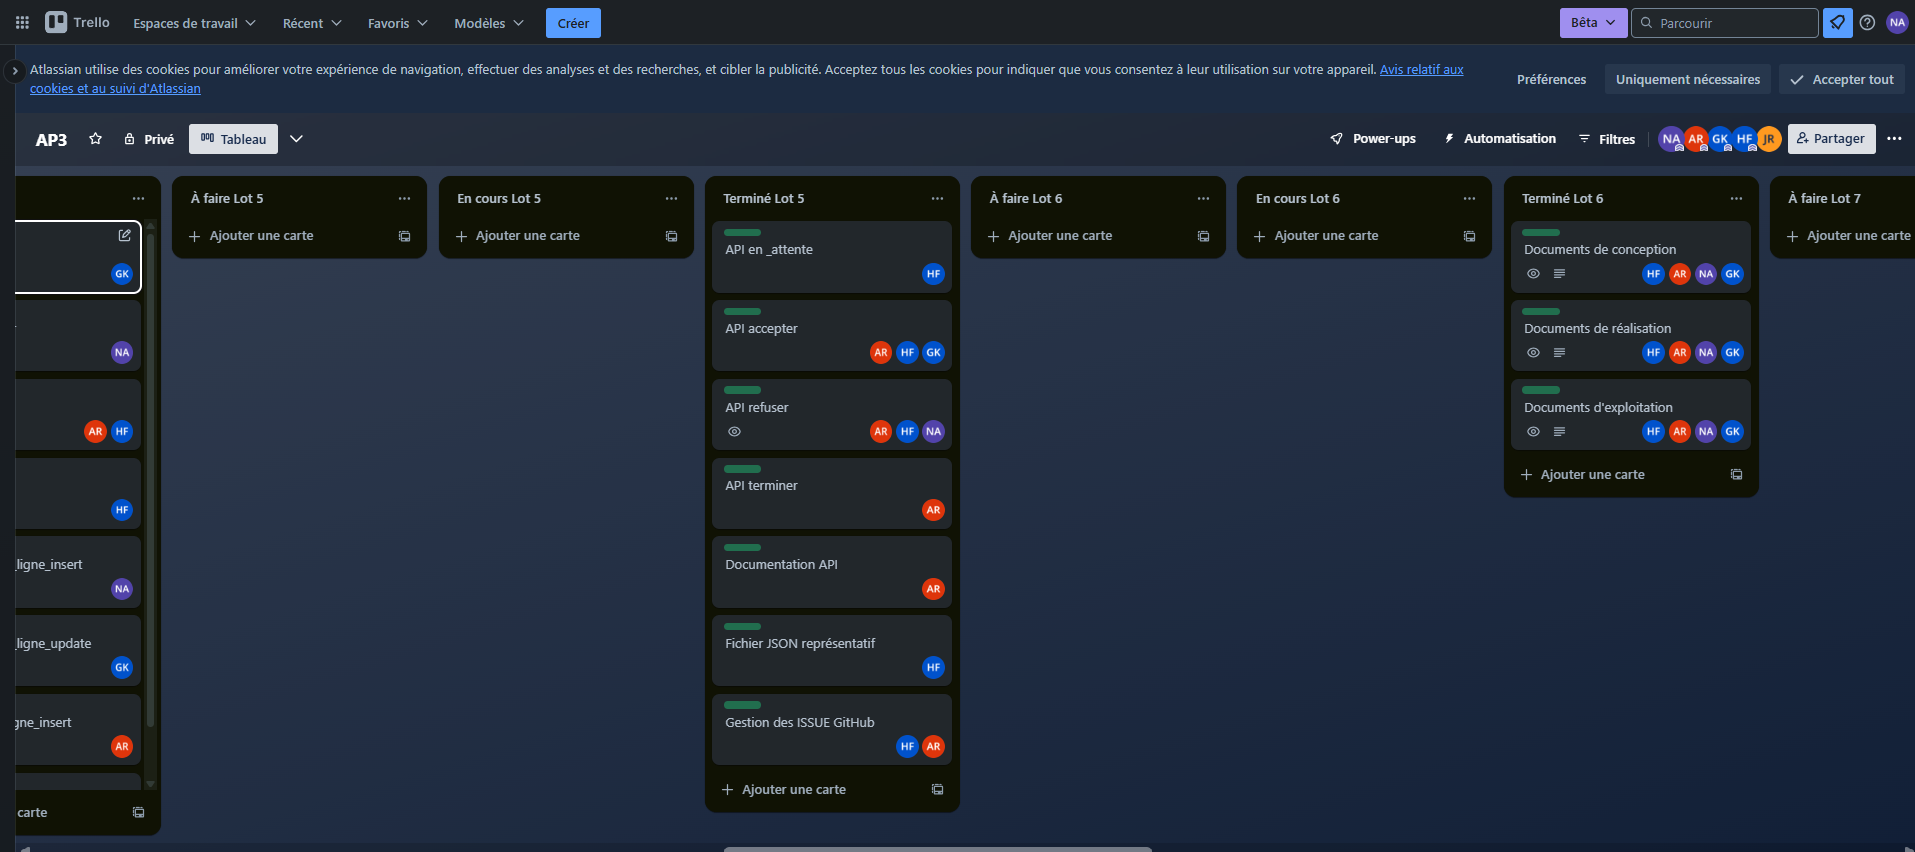 Trello
Espaces de travail
Récent
Favoris
Modèles
Créer
Bêta
Parcourir
NA
Atlassian utilise des cookies pour améliorer votre expérience de navigation, effectuer des analyses et des recherches, et cibler la publicité. Acceptez tous les cookies pour indiquer que vous consentez à leur utilisation sur votre appareil. Avis relatif aux
cookies et au suivi d'Atlassian
Préférences
Uniquement nécessaires
Accepter tout
AP3
Privé
Tableau
Power-ups
Automatisation
Filtres
NA AR GK HF JR
Partager
GK
NA
AR HF
HF
_ligne_insert
NA
_ligne_update
GK
gne_insert
AR
carte
À faire Lot 5
Ajouter une carte
En cours Lot 5
Ajouter une carte
Terminé Lot 5
API en _attente
HF
API accepter
AR HF GK
API refuser
AR HF NA
API terminer
AR
Documentation API
AR
Fichier JSON représentatif
HF
Gestion des ISSUE GitHub
HF AR
Ajouter une carte
À faire Lot 6
Ajouter une carte
En cours Lot 6
Ajouter une carte
Terminé Lot 6
Documents de conception
HF AR NA GK
Documents de réalisation
HF AR NA GK
Documents d'exploitation
HF AR NA GK
Ajouter une carte
À faire Lot 7
Ajouter une carte